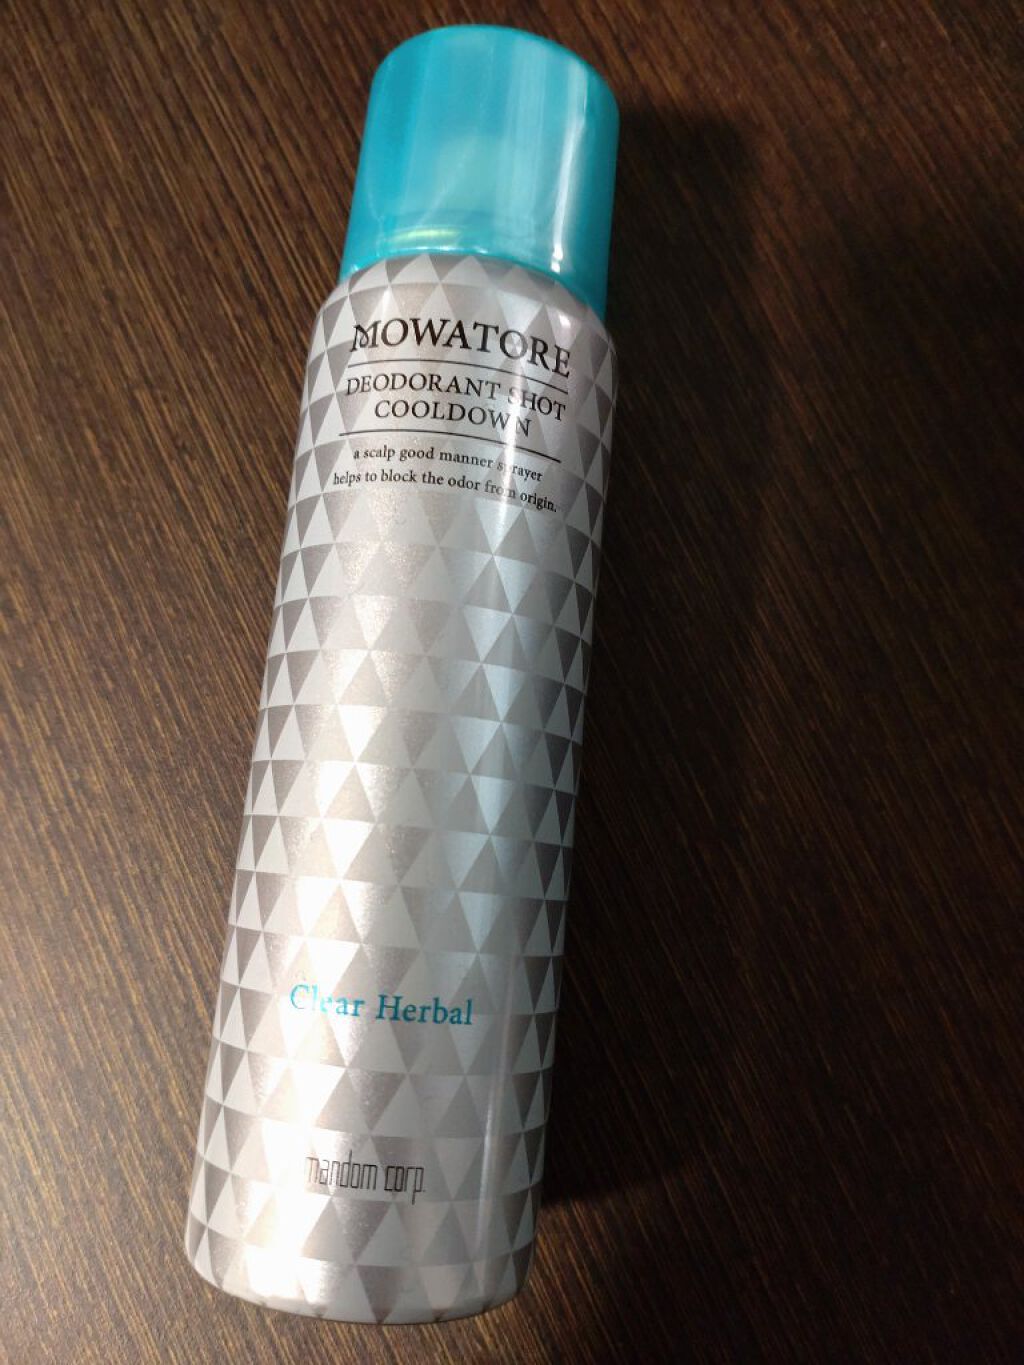 MOWATORE
DEODORANT SHOT
COOLDOWN
a scalp good manner sprayer
helps to block the odor from origin.
Clear Herbal
mandom corp.